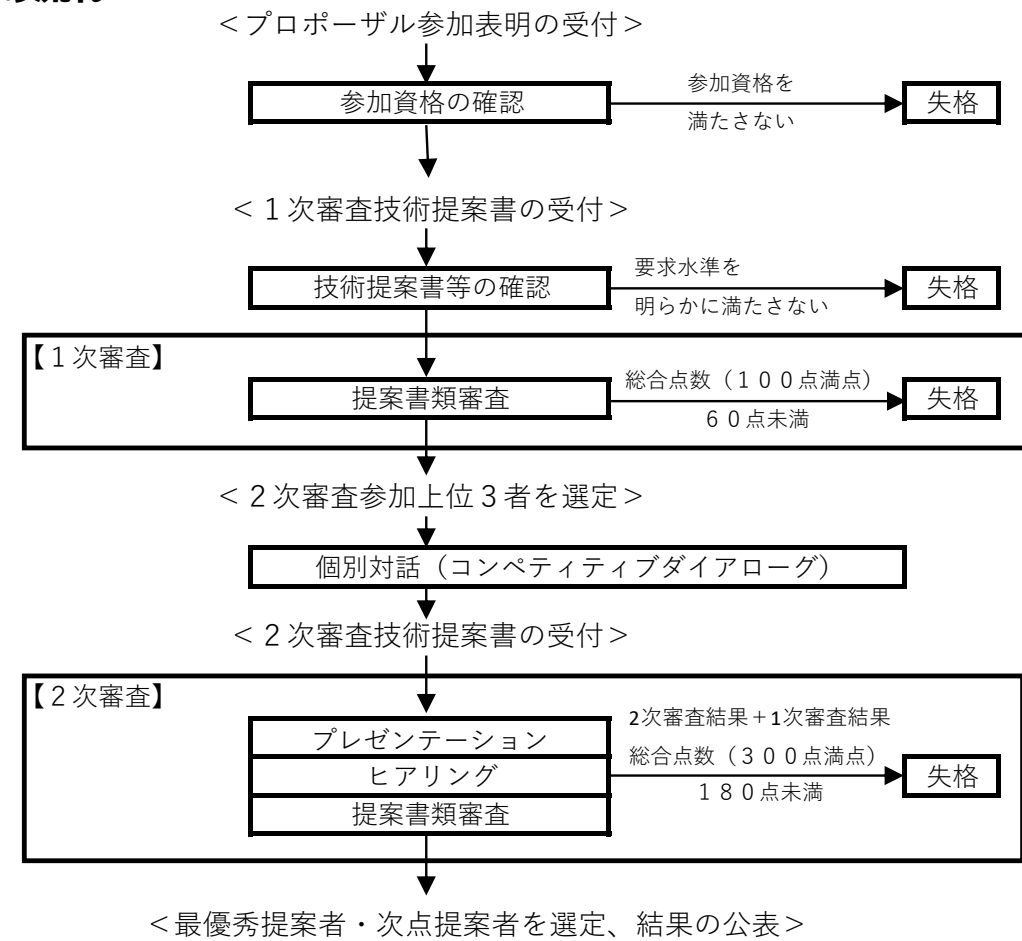 ＜プロポーザル参加表明の受付＞
参加資格の確認
参加資格を
満たさない
失格
＜１次審査技術提案書の受付＞
技術提案書等の確認
要求水準を
明らかに満たさない
失格
【１次審査】
提案書類審査
総合点数（１００点満点）
６０点未満
失格
＜２次審査参加上位３者を選定＞
個別対話（コンペティティブダイアローグ）
＜２次審査技術提案書の受付＞
【２次審査】
プレゼンテーション
ヒアリング
提案書類審査
2次審査結果＋1次審査結果
総合点数（３００点満点）
１８０点未満
失格
＜最優秀提案者・次点提案者を選定、結果の公表＞